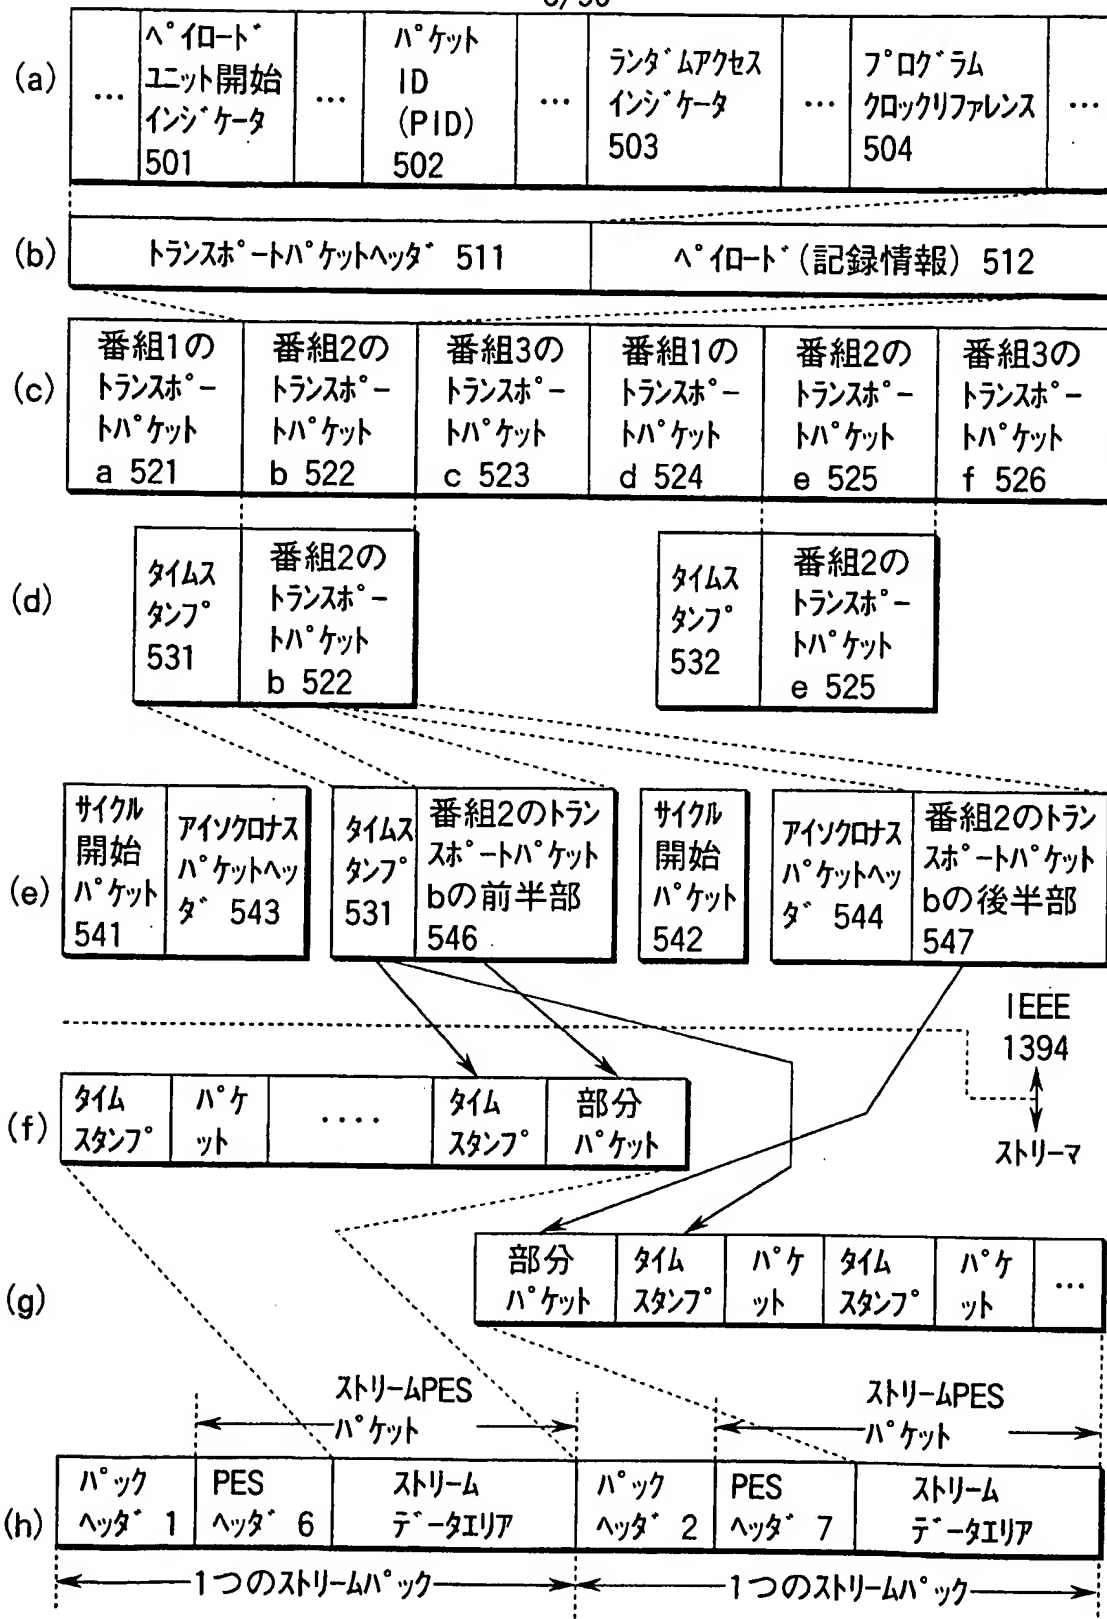 (a)
…
ペイロード
ユニット開始
インジケータ
501
…
パケット
ID
(PID)
502
…
ランダムアクセス
インジケータ
503
…
プログラム
クロックリファレンス
504
…
(b)
トランスポートパケットヘッダ 511
ペイロード(記録情報) 512
(c)
番組1の
トランスポー
トパケット
a 521
番組2の
トランスポー
トパケット
b 522
番組3の
トランスポー
トパケット
c 523
番組1の
トランスポー
トパケット
d 524
番組2の
トランスポー
トパケット
e 525
番組3の
トランスポー
トパケット
f 526
(d)
タイムス
タンプ
531
番組2の
トランスポー
トパケット
b 522
タイムス
タンプ
532
番組2の
トランスポー
トパケット
e 525
(e)
サイクル
開始
パケット
541
アイソクロナス
パケットヘッ
ダ 543
タイムス
タンプ
531
番組2のトラン
スポートパケット
bの前半部
546
サイクル
開始
パケット
542
アイソクロナス
パケットヘッ
ダ 544
番組2のトラン
スポートパケット
bの後半部
547
IEEE
1394
ストリーマ
(f)
タイム
スタンプ
パケ
ット
‥‥
タイム
スタンプ
部分
パケット
(g)
部分
パケット
タイム
スタンプ
パケ
ット
タイム
スタンプ
パケ
ット
…
ストリームPES
パケット
ストリームPES
パケット
(h)
パック
ヘッダ 1
PES
ヘッダ 6
ストリーム
データエリア
パック
ヘッダ 2
PES
ヘッダ 7
ストリーム
データエリア
1つのストリームパック
1つのストリームパック